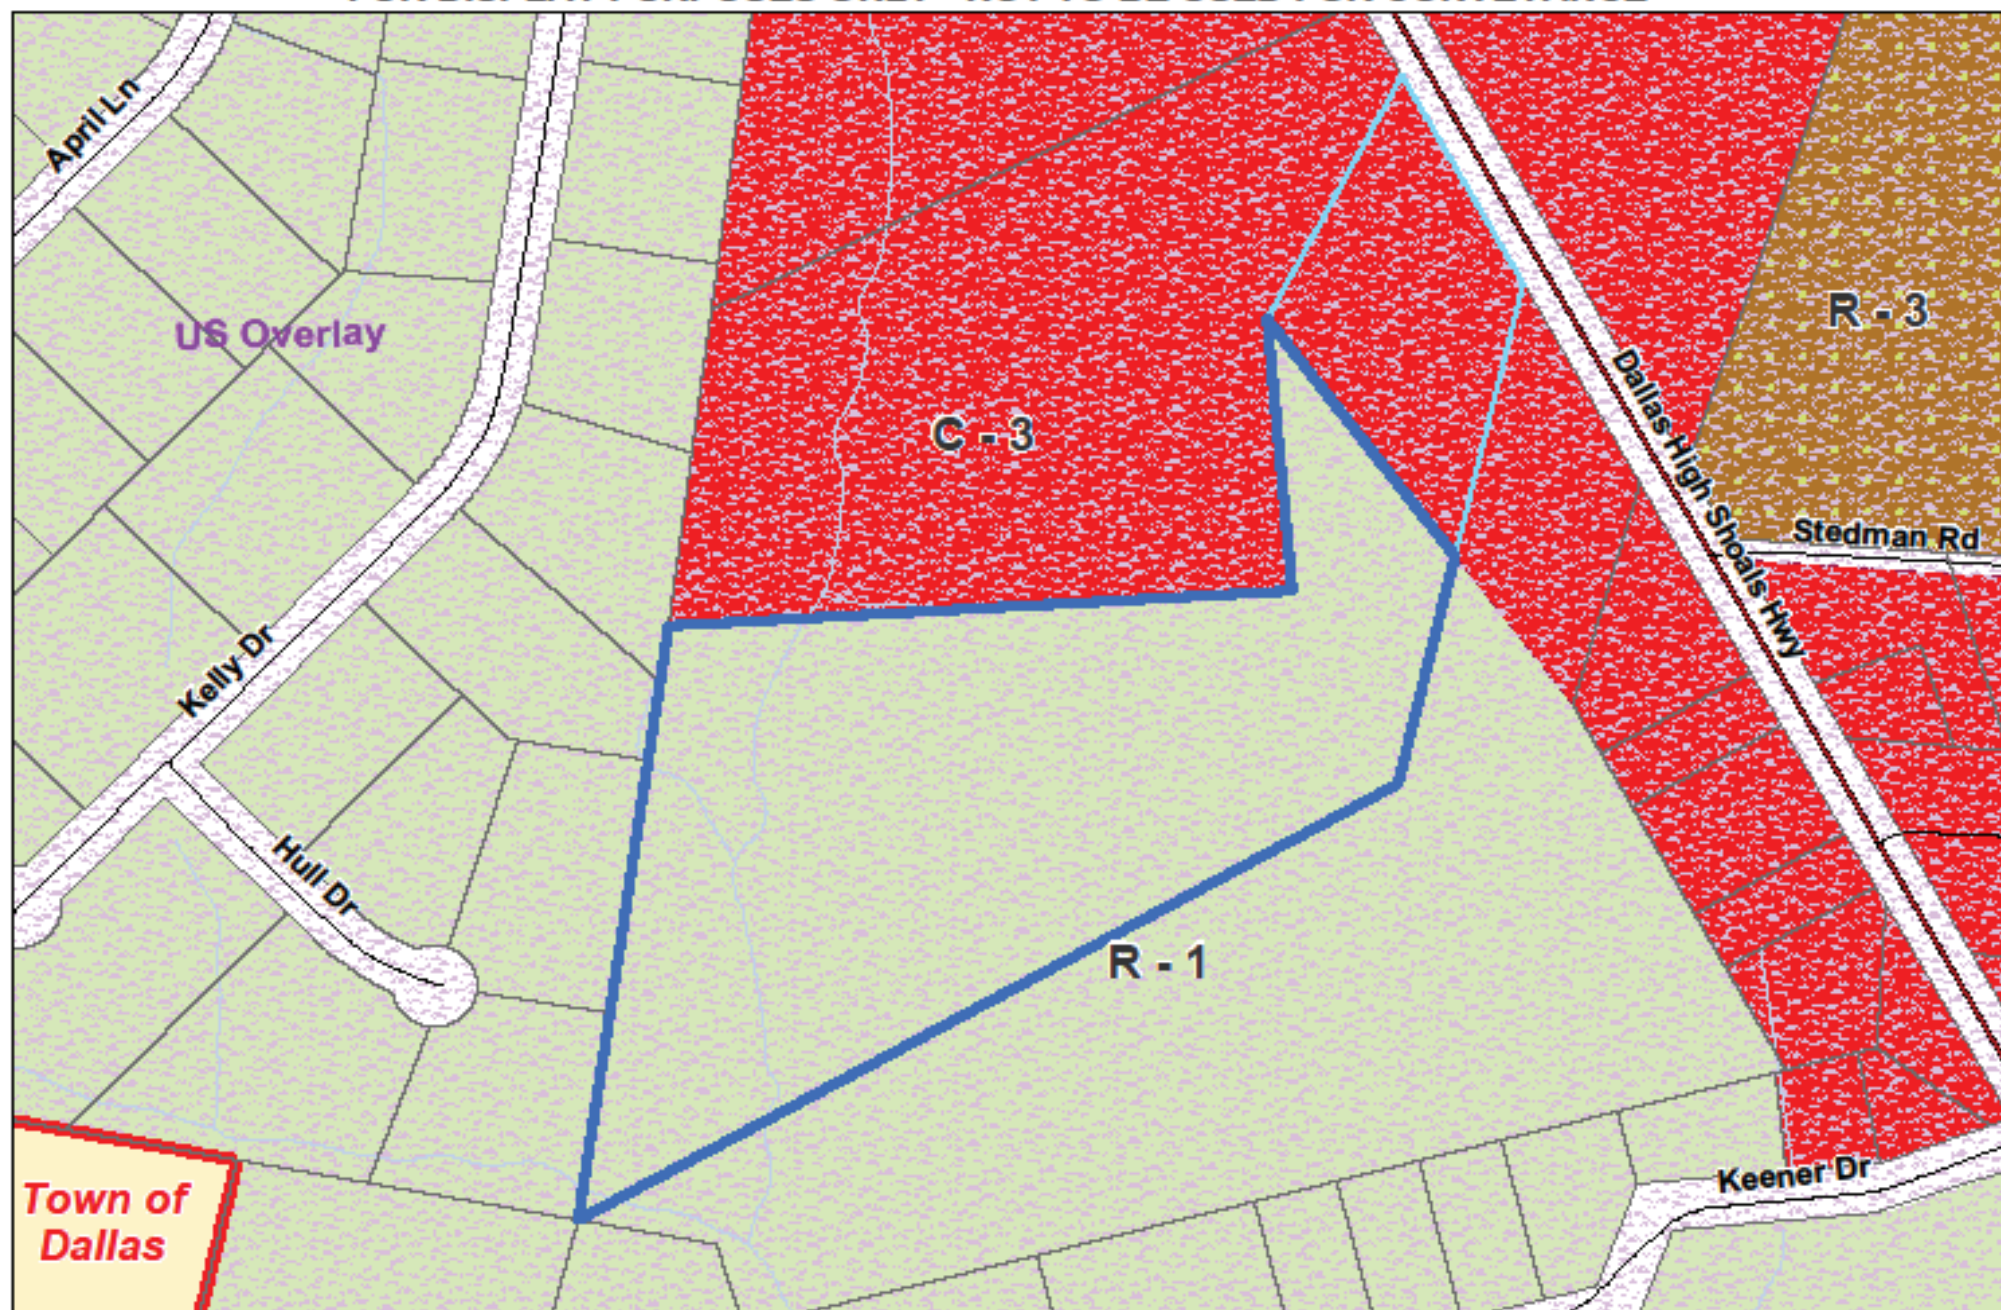 April Ln
US Overlay
R - 3
C - 3
Dallas High Shoals Hwy
Stedman Rd
Kelly Dr
Hull Dr
R - 1
Keener Dr
Town of
Dallas